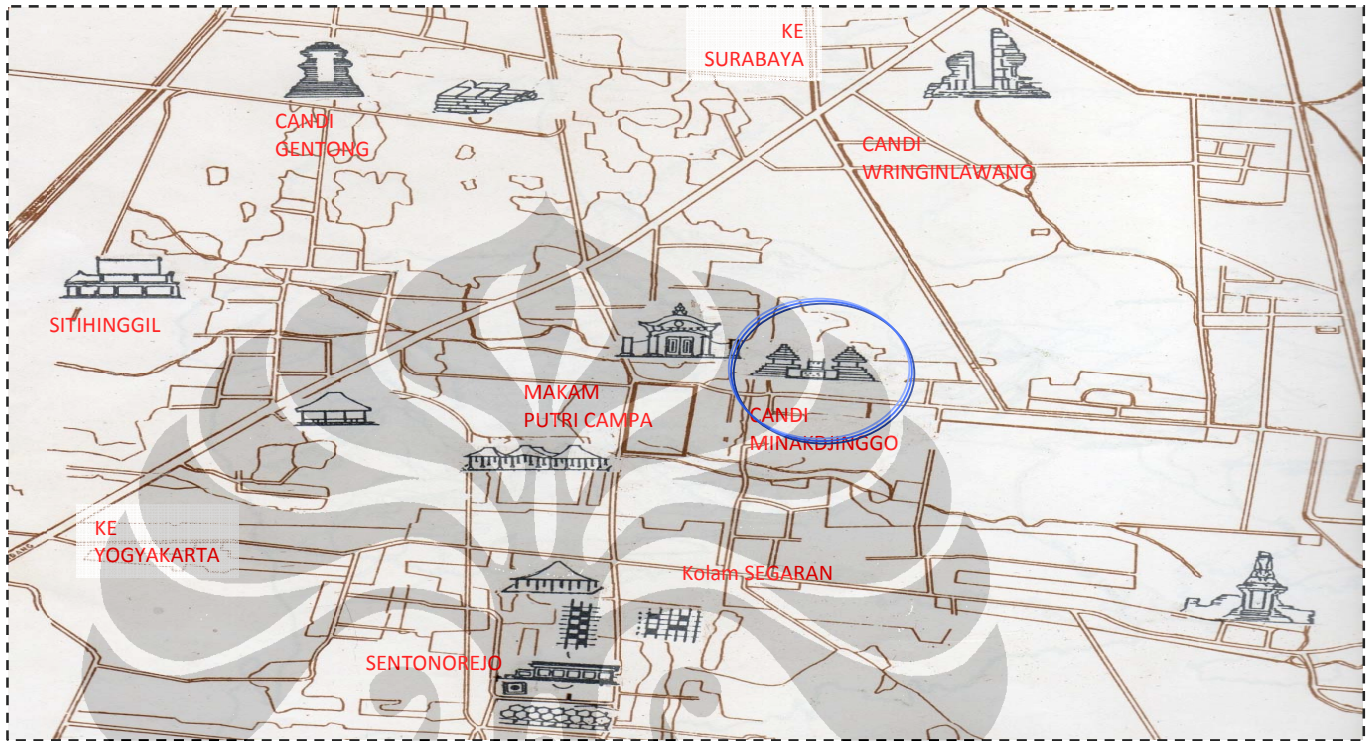 KE
SURABAYA
CANDI
GENTONG
CANDI
WRINGINLAWANG
SITIHINGGIL
MAKAM
PUTRI CAMPA
CANDI
MINAKDJINGGO
KE
YOGYAKARTA
Kolam SEGARAN
SENTONOREJO